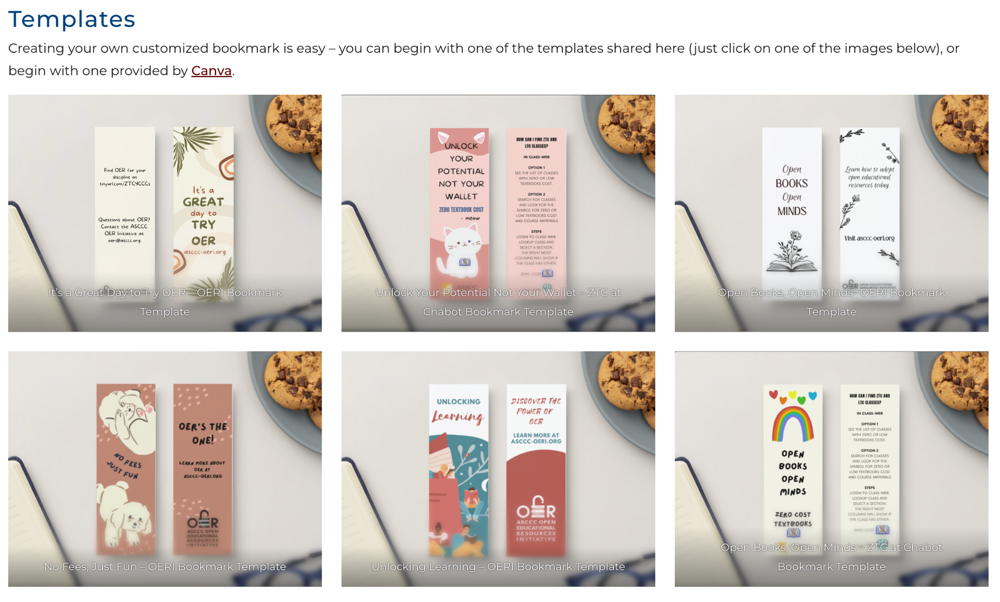 Templates
Creating your own customized bookmark is easy – you can begin with one of the templates shared here (just click on one of the images below), or
begin with one provided by Canva.
Find OER for your
discipline at
tinyurl.com/ZTC4CCCs
Questions about OER?
Contact the ASCCC
OER Initiative at
oeri@asccc.org
It's a
GREAT
day to
TRY
OER
asccc-oeri.org
It's a Great Day to Try OER – OERI Bookmark
Template
UNLOCK
YOUR
POTENTIAL
NOT YOUR
WALLET
ZERO TEXTBOOK COST
- meow
CHABOT
HOW CAN I FIND ZTC AND
LTC CLASSES?
IN CLASS-WEB
OPTION 1
SEE THE LIST OF CLASSES
WITH ZERO OR LOW
TEXTBOOKS COST.
OPTION 2
SEARCH FOR CLASSES
AND LOOK FOR THE
SYMBOL FOR ZERO OR
LOW TEXTBOOKS COST
AND COURSE MATERIALS
STEPS
LOGIN TO CLASS-WEB.
LOOKUP CLASS AND
SELECT A SECTION.
THE RIGHT MOST
COLUMNS WILL SHOW IF
THE CLASS HAS EITHER:
ZERO COST
Unlock Your Potential Not Your Wallet – ZTC at
Chabot Bookmark Template
Open
BOOKS
Open
MINDS
Learn how to adopt
open educational
resources today.
Visit asccc-oeri.org
OER OPEN EDUCATIONAL
RESOURCES INITIATIVE
Open Books, Open Minds- OERI Bookmark
Template
NO FEES
JUST FUN
OER'S THE
ONE!
LEARN MORE ABOUT
OER AT
ASCCC-OERI.ORG
OER
ASCCC OPEN
EDUCATIONAL
RESOURCES
INITIATIVE
No Fees, Just Fun – OERI Bookmark Template
UNLOCKING
Learning
DISCOVER THE
POWER OF
OER
LEARN MORE AT
ASCCC-OERI.ORG
OER
ASCCC OPEN
EDUCATIONAL
RESOURCES
INITIATIVE
Unlocking Learning – OERI Bookmark Template
OPEN
BOOKS
OPEN
MINDS
ZERO COST
TEXTBOOKS
HOW CAN I FIND ZTC AND
LTC CLASSES?
IN CLASS-WEB
OPTION 1
SEE THE LIST OF CLASSES
WITH ZERO OR LOW
TEXTBOOKS COST.
OPTION 2
SEARCH FOR CLASSES
AND LOOK FOR THE
SYMBOL FOR ZERO OR
LOW TEXTBOOKS COST
AND COURSE MATERIALS
STEPS
LOGIN TO CLASS-WEB.
LOOKUP CLASS AND
SELECT A SECTION.
THE RIGHT MOST
COLUMNS WILL SHOW IF
THE CLASS HAS EITHER:
ZERO COST
Open Books, Open Minds – ZTC at Chabot
Bookmark Template